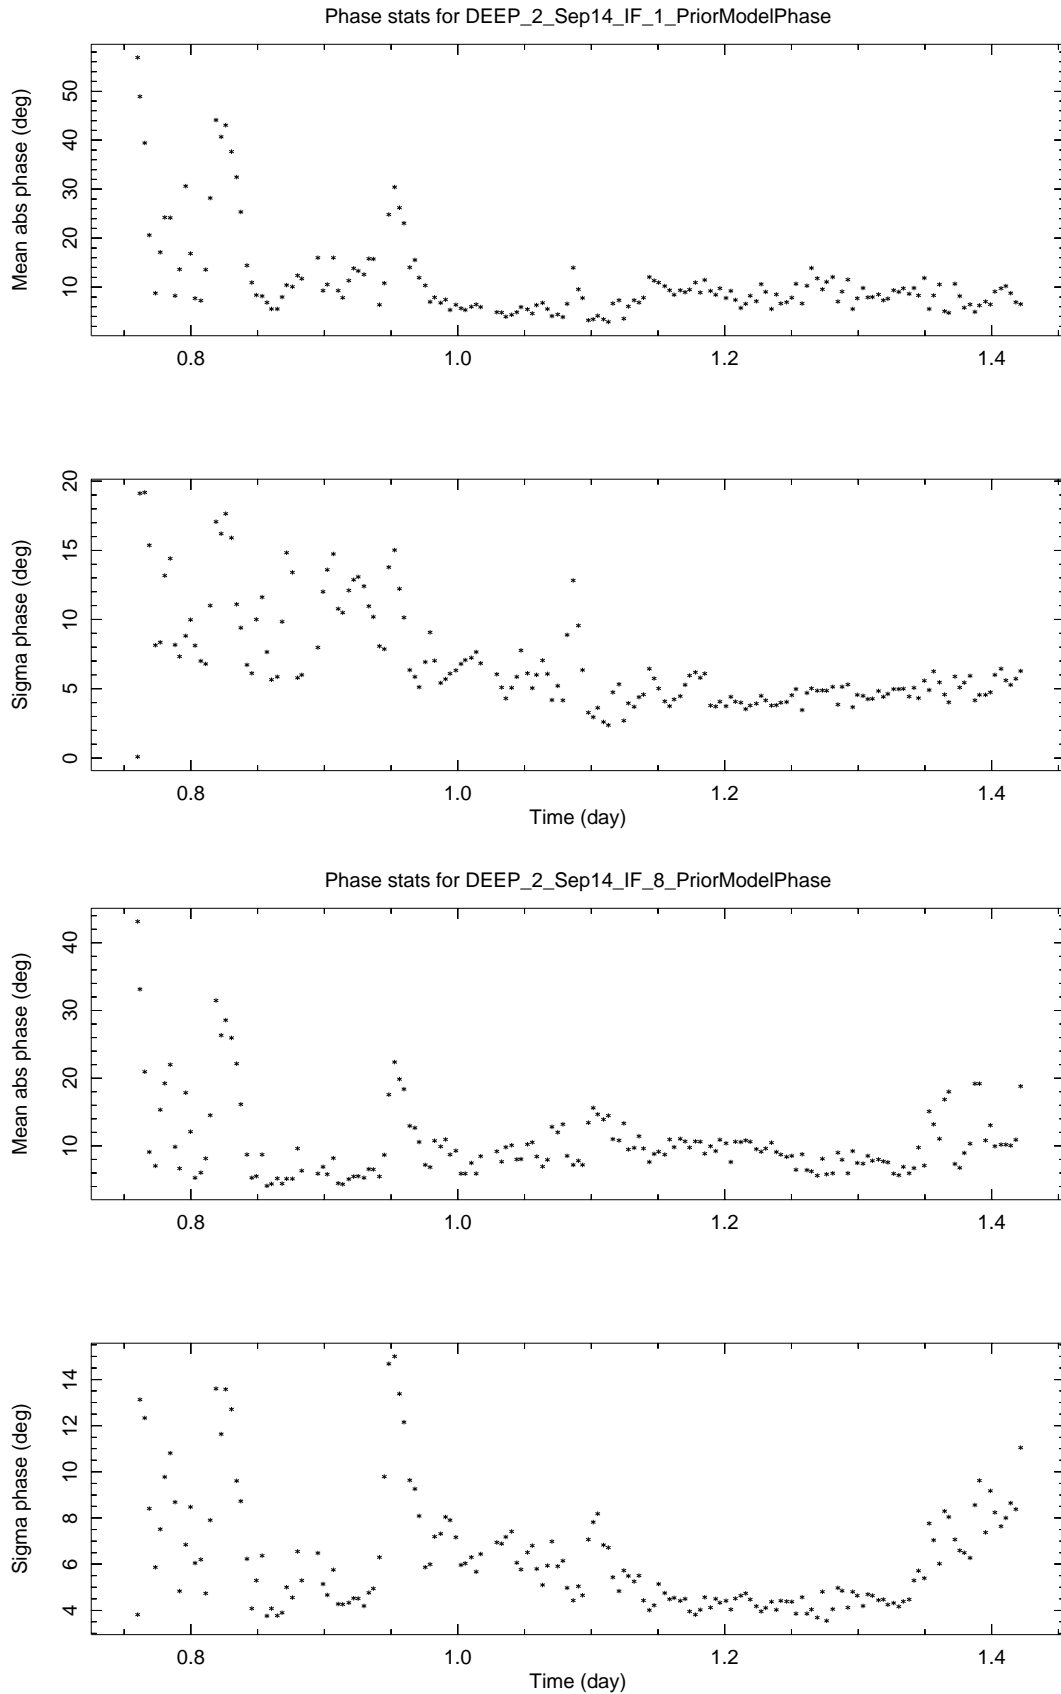 Phase stats for DEEP_2_Sep14_IF_1_PriorModelPhase
Mean abs phase (deg)
50
40
30
20
10
0.8 1.0 1.2 1.4
Sigma phase (deg)
20
15
10
5
0
0.8 1.0 1.2 1.4
Time (day)
Phase stats for DEEP_2_Sep14_IF_8_PriorModelPhase
Mean abs phase (deg)
40
30
20
10
0.8 1.0 1.2 1.4
Sigma phase (deg)
14
12
10
8
6
4
0.8 1.0 1.2 1.4
Time (day)